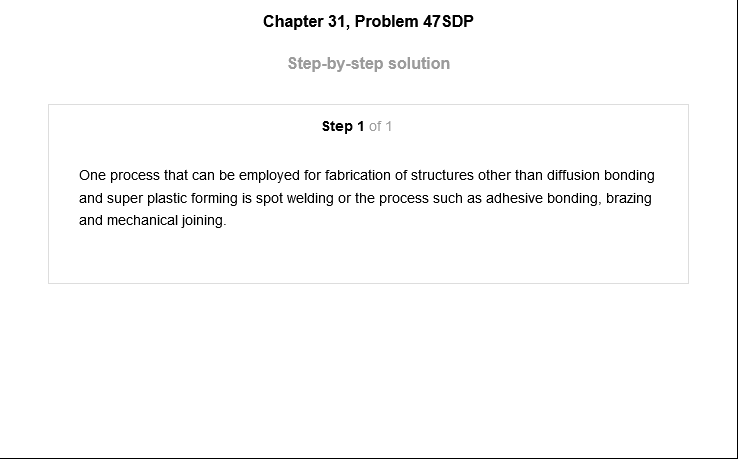 Chapter 31, Problem 47SDP
Step-by-step solution
Step 1 of 1
One process that can be employed for fabrication of structures other than diffusion bonding
and super plastic forming is spot welding or the process such as adhesive bonding, brazing
and mechanical joining.